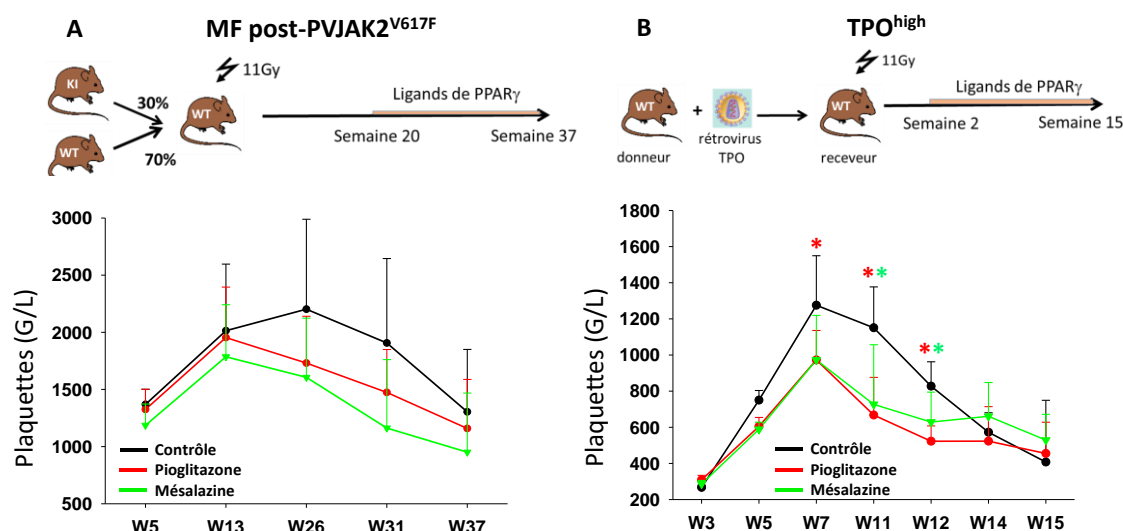 A
MF post-PVJAK2V617F
KI
WT
30%
70%
WT
11Gy
Ligands de PPARγ
Semaine 20
Semaine 37
Plaquettes (G/L)
3000
2500
2000
1500
1000
500
Contrôle
Pioglitazone
Mésalazine
W5 W13 W26 W31 W37
B
TPOhigh
WT
donneur
+
rétrovirus
TPO
WT
receveur
11Gy
Ligands de PPARγ
Semaine 2
Semaine 15
Plaquettes (G/L)
1800
1600
1400
1200
1000
800
600
400
200
*
**
**
Contrôle
Pioglitazone
Mésalazine
W3 W5 W7 W11 W12 W14 W15